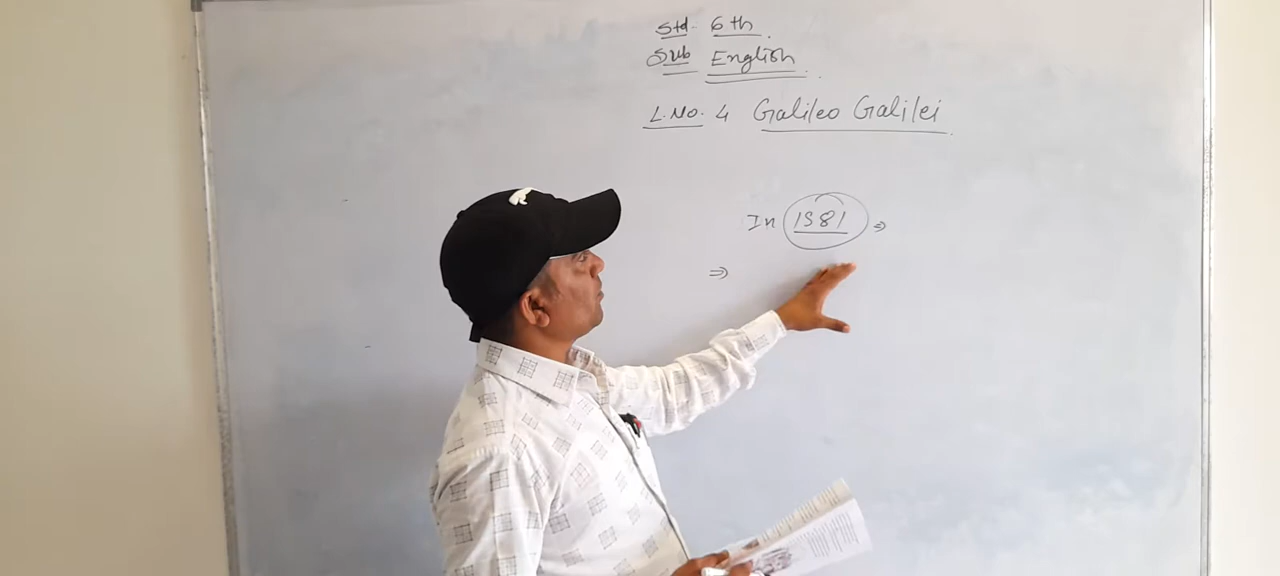 Std. 6th.
Sub English.
L.No. 4 Galileo Galilei.
In 1581 ⇒
⇒